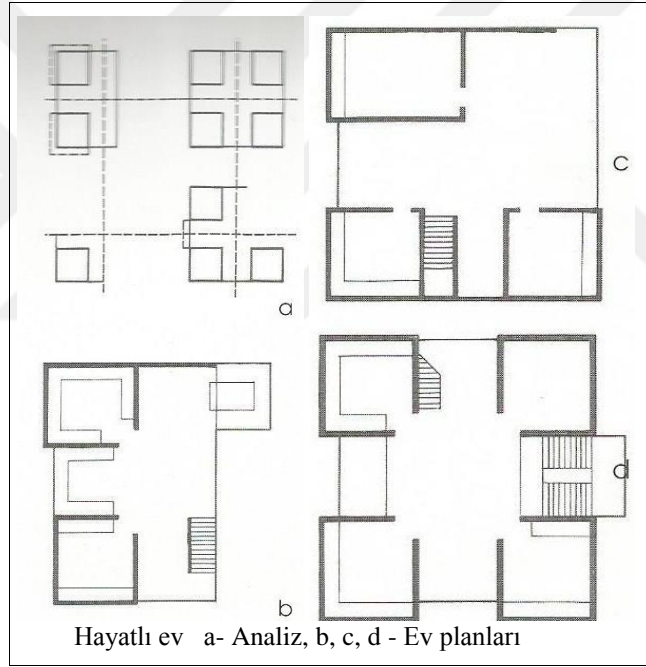 a
c
b
d
Hayatlı ev a- Analiz, b, c, d - Ev planları